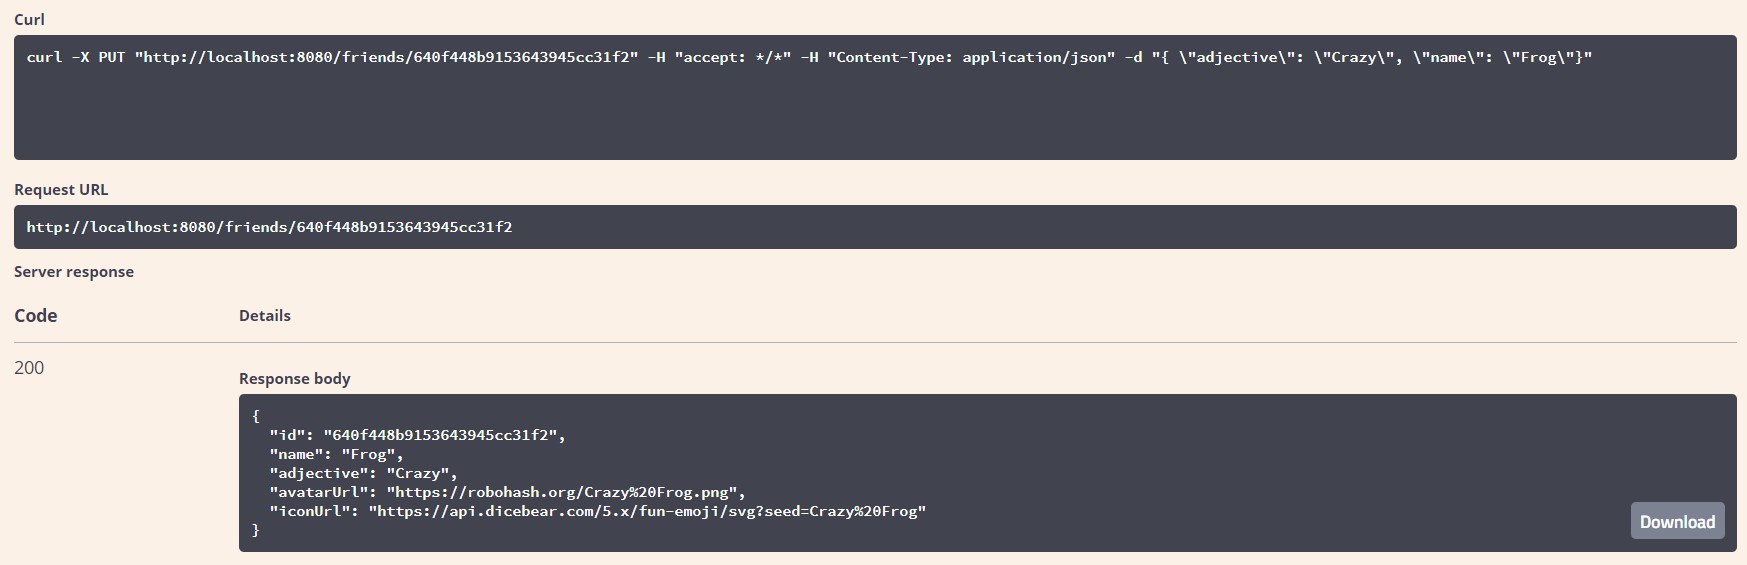 Curl
curl -X PUT "http://localhost:8080/friends/640f448b9153643945cc31f2" -H "accept: */*" -H "Content-Type: application/json" -d "{ \"adjective\": \"Crazy\", \"name\": \"Frog\"}"
Request URL
http://localhost:8080/friends/640f448b9153643945cc31f2
Server response
Code Details
200
Response body
{
  "id": "640f448b9153643945cc31f2",
  "name": "Frog",
  "adjective": "Crazy",
  "avatarUrl": "https://robohash.org/Crazy%20Frog.png",
  "iconUrl": "https://api.dicebear.com/5.x/fun-emoji/svg?seed=Crazy%20Frog"
}
Download